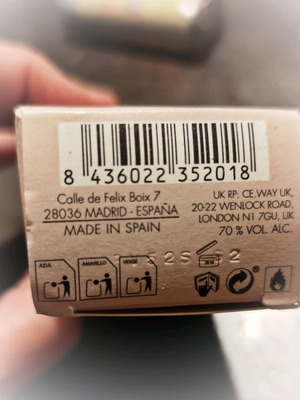 8 436022 352018
Calle de Felix Boix 7
28036 MADRID - ESPAÑA
MADE IN SPAIN
UK RP: CE.WAY UK,
20-22 WENLOCK ROAD,
LONDON N1 7GU, UK
70 % VOL. ALC.
AZUL
AMARILLO
VERDE